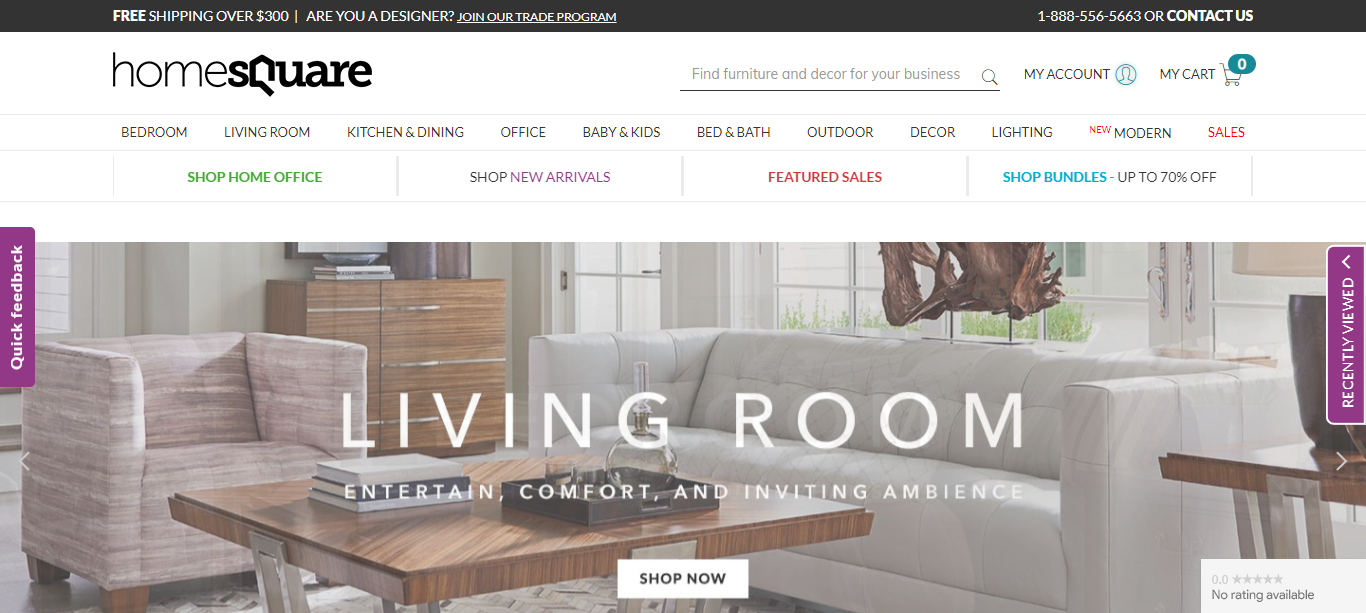 FREE SHIPPING OVER $300 | ARE YOU A DESIGNER? JOIN OUR TRADE PROGRAM
1-888-556-5663 OR CONTACT US
homesquare
Find furniture and decor for your business
MY ACCOUNT
MY CART
0
BEDROOM LIVING ROOM KITCHEN & DINING OFFICE BABY & KIDS BED & BATH OUTDOOR DECOR LIGHTING NEW MODERN SALES
SHOP HOME OFFICE
SHOP NEW ARRIVALS
FEATURED SALES
SHOP BUNDLES - UP TO 70% OFF
Quick feedback
RECENTLY VIEWED
LIVING ROOM
ENTERTAIN, COMFORT, AND INVITING AMBIENCE
SHOP NOW
0.0 ★★★★★
No rating available